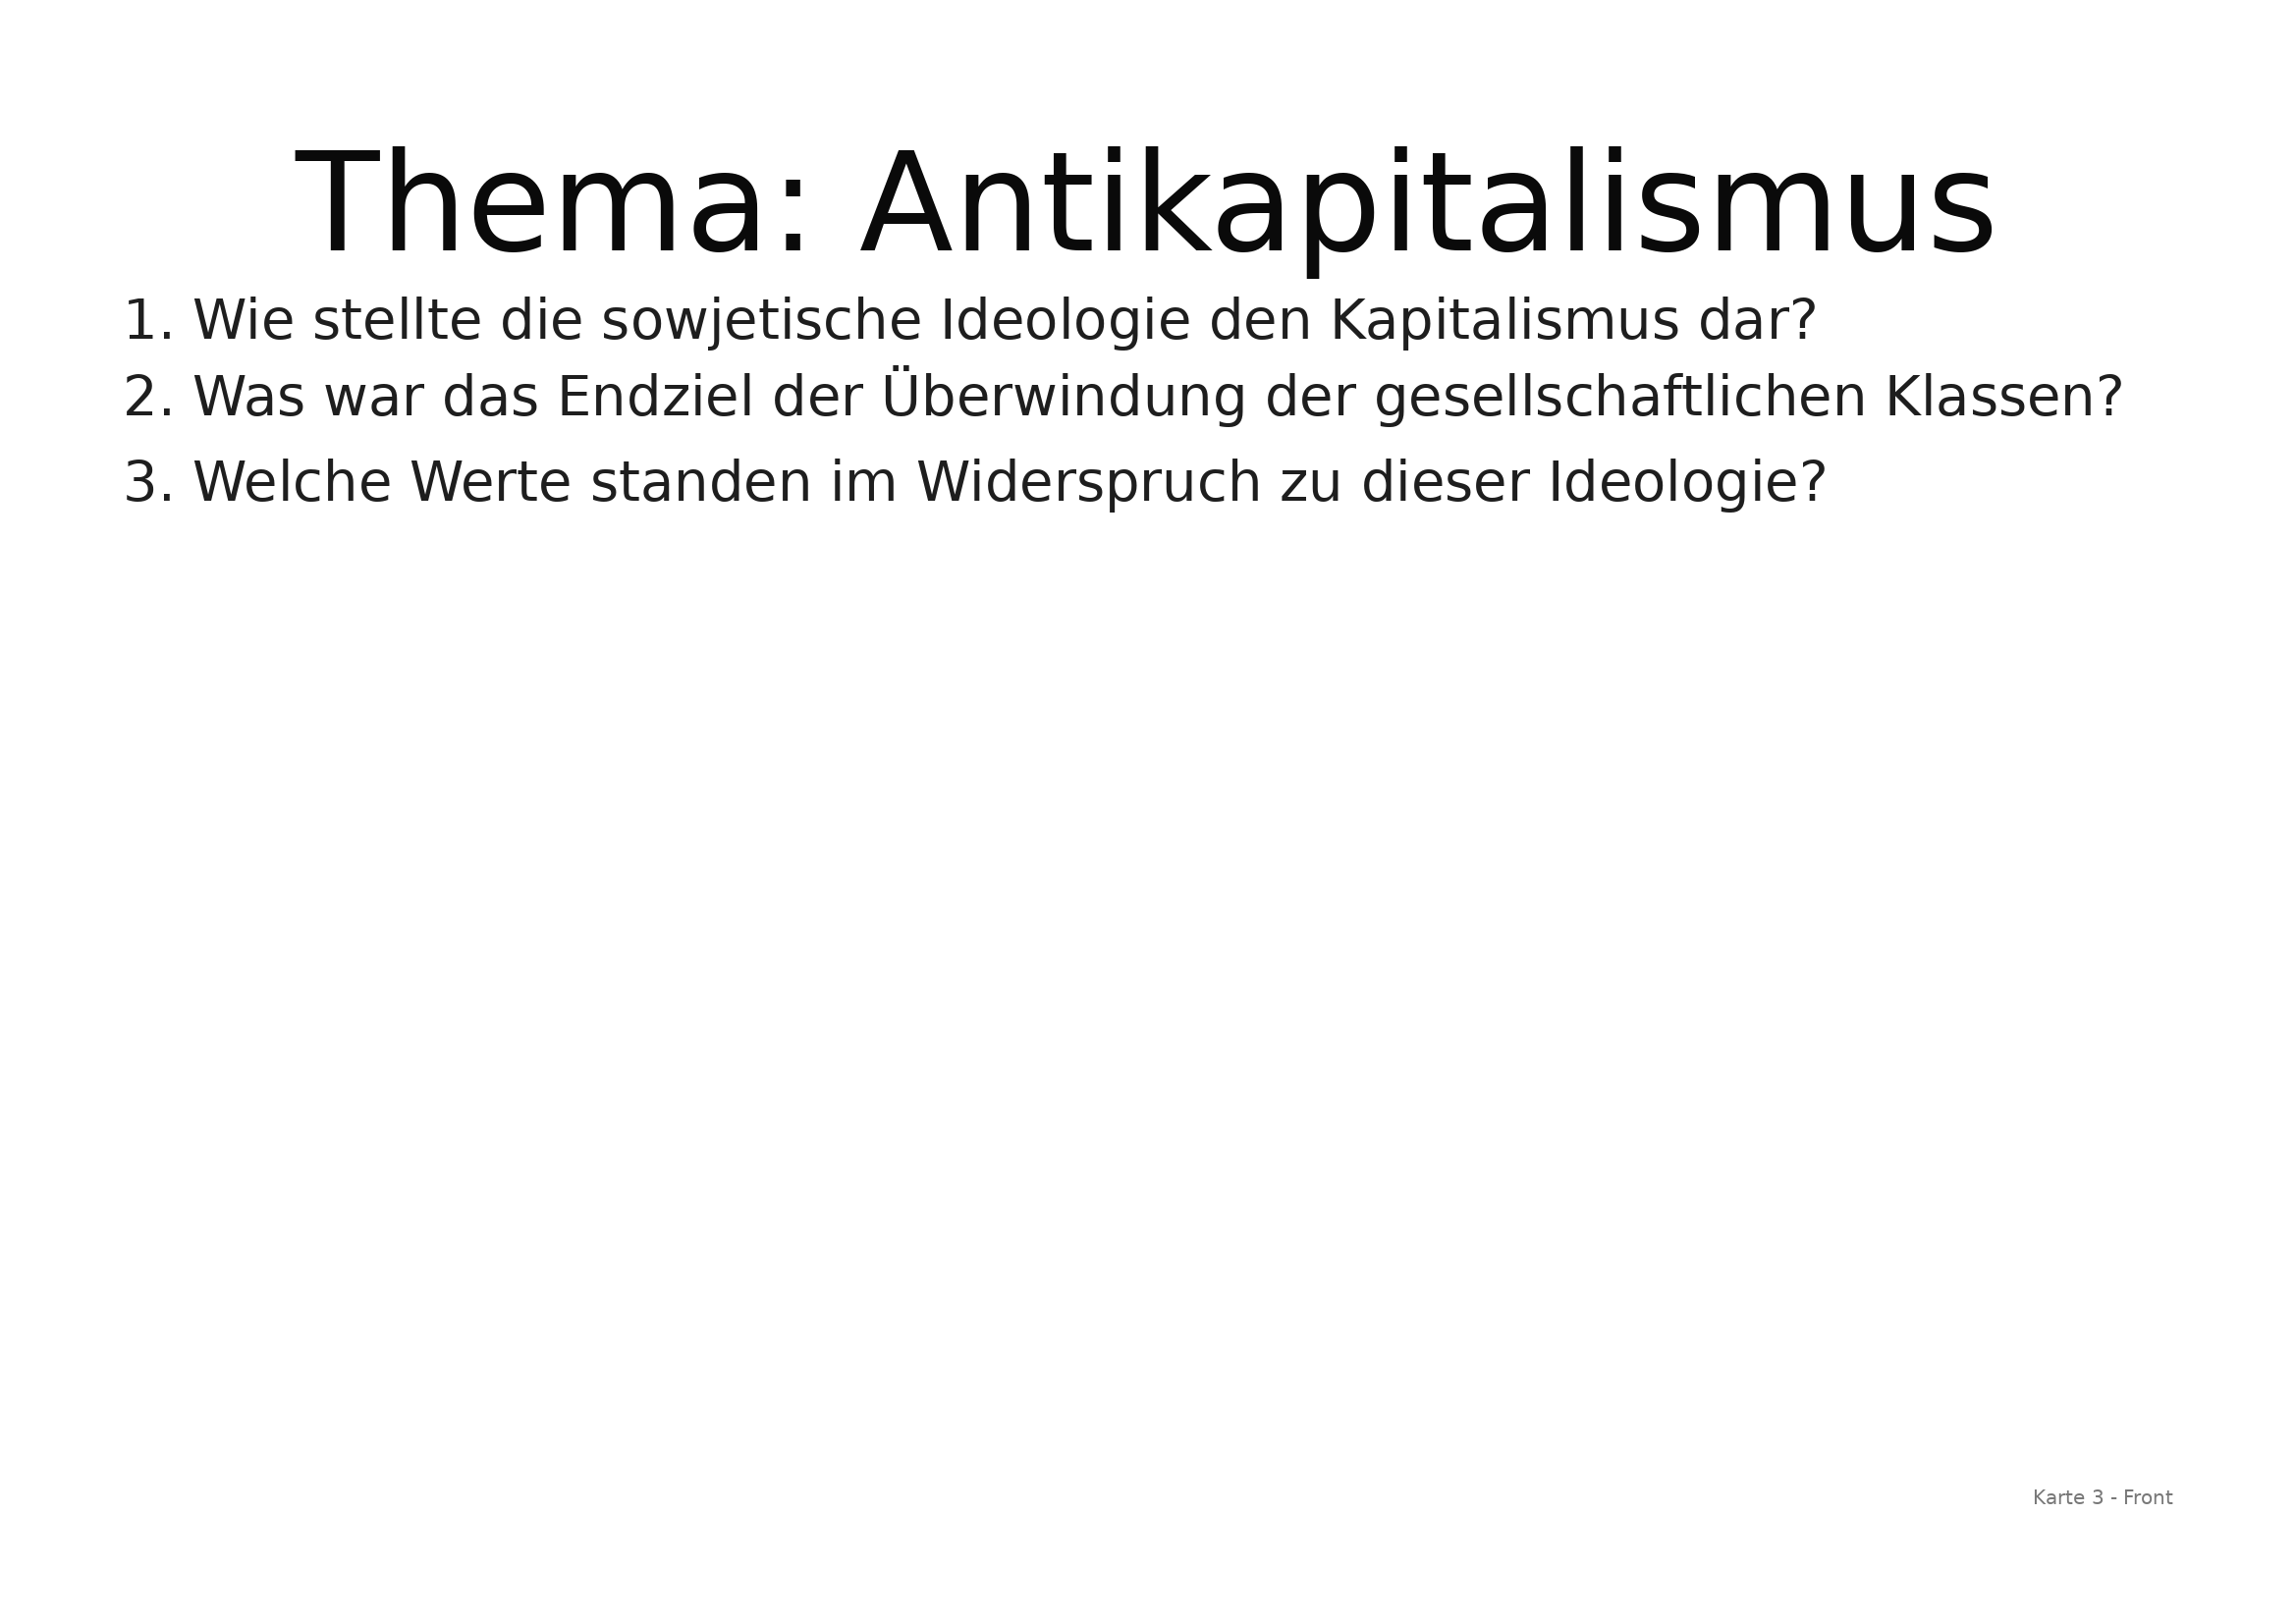 Thema: Antikapitalismus
1. Wie stellte die sowjetische Ideologie den Kapitalismus dar?
2. Was war das Endziel der Überwindung der gesellschaftlichen Klassen?
3. Welche Werte standen im Widerspruch zu dieser Ideologie?
Karte 3 - Front